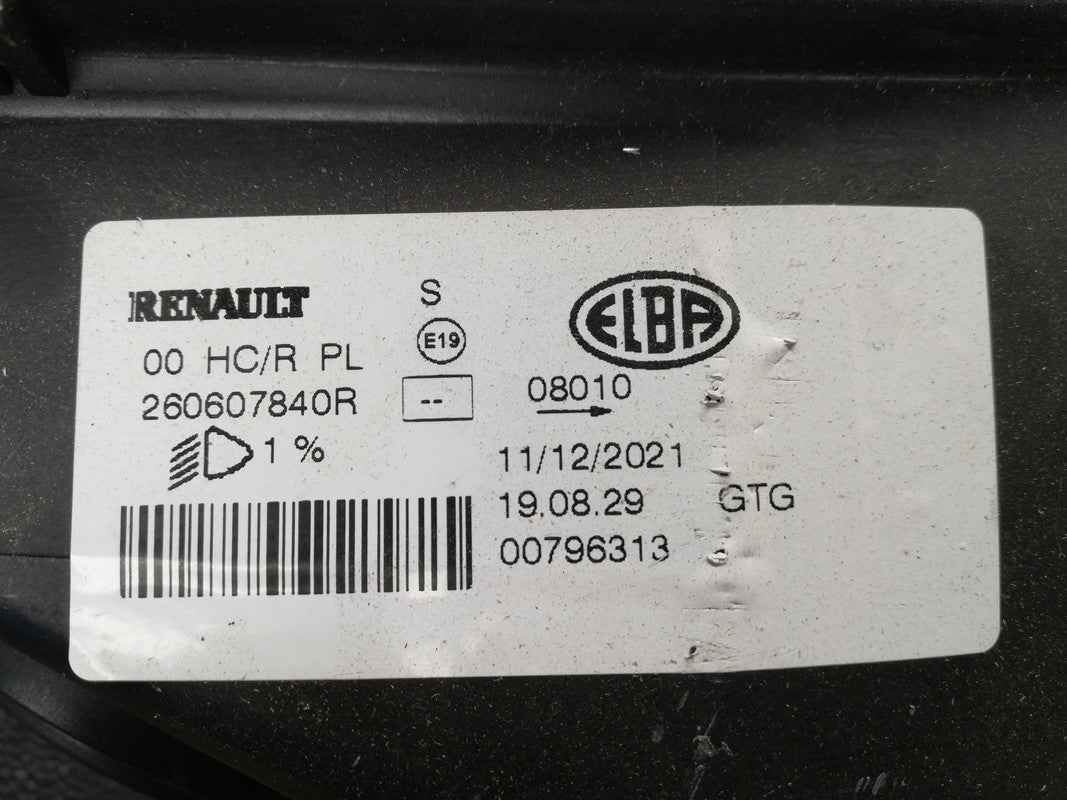 RENAULT
S
ELBA
00 HC/R PL
E19
260607840R
--
08010
1 %
11/12/2021
19.08.29 GTG
00796313